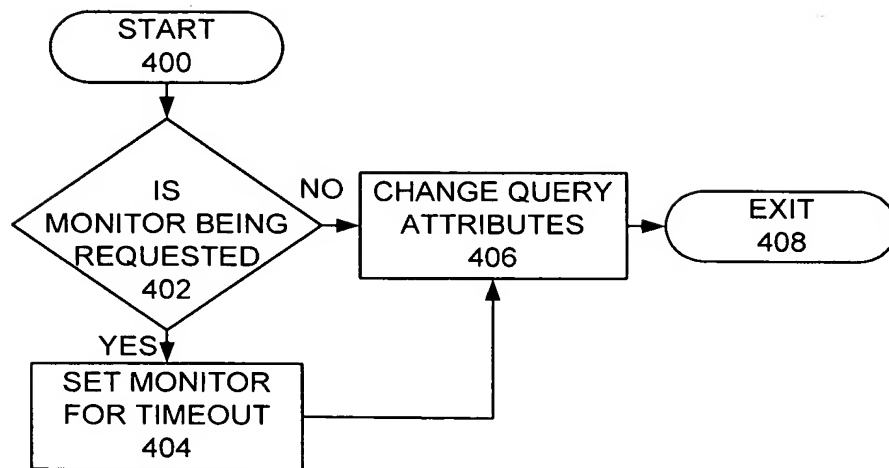 START
400
IS
MONITOR BEING
REQUESTED
402
NO
CHANGE QUERY
ATTRIBUTES
406
EXIT
408
YES
SET MONITOR
FOR TIMEOUT
404